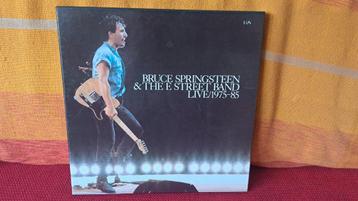 BRUCE SPRINGSTEEN
& THE E STREET BAND
LIVE/1975-85